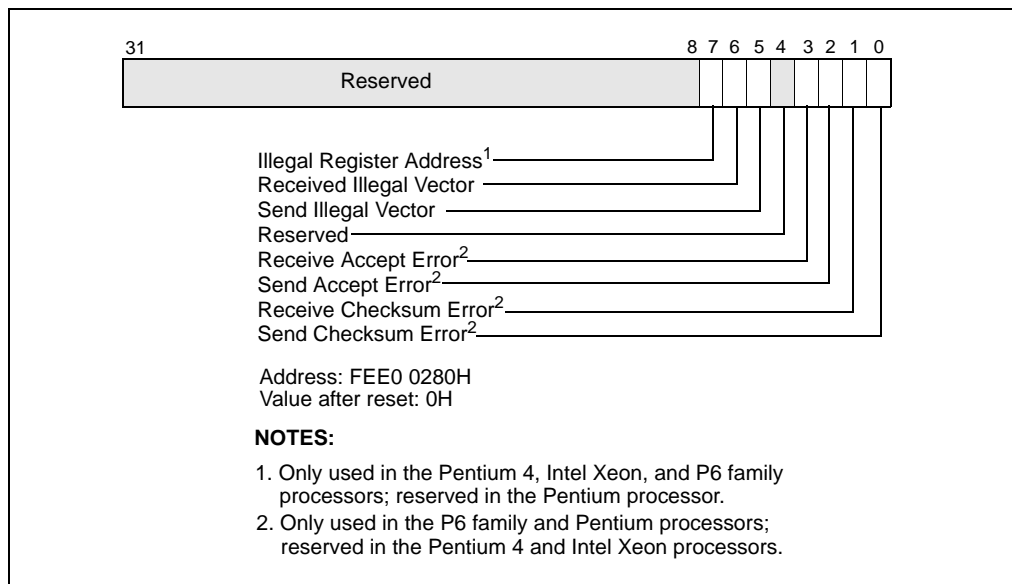 31 8 7 6 5 4 3 2 1 0
Reserved
Illegal Register Address1
Received Illegal Vector
Send Illegal Vector
Reserved
Receive Accept Error2
Send Accept Error2
Receive Checksum Error2
Send Checksum Error2
Address: FEE0 0280H
Value after reset: 0H
NOTES:
1. Only used in the Pentium 4, Intel Xeon, and P6 family
processors; reserved in the Pentium processor.
2. Only used in the P6 family and Pentium processors;
reserved in the Pentium 4 and Intel Xeon processors.